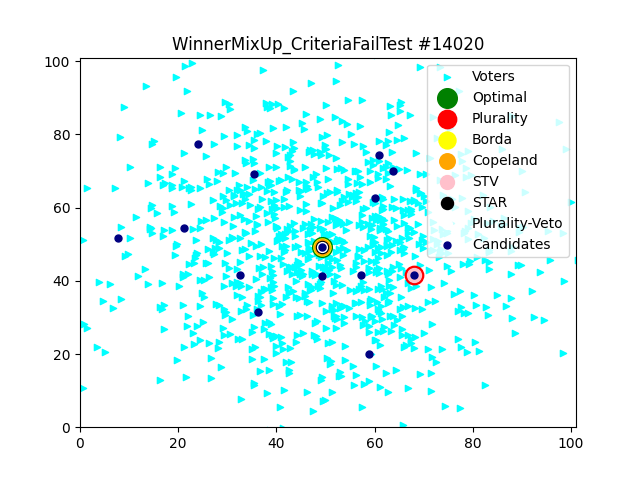 WinnerMixUp_CriteriaFailTest #14020
100
80
60
40
20
0
0 20 40 60 80 100
Voters
Optimal
Plurality
Borda
Copeland
STV
STAR
Plurality-Veto
Candidates